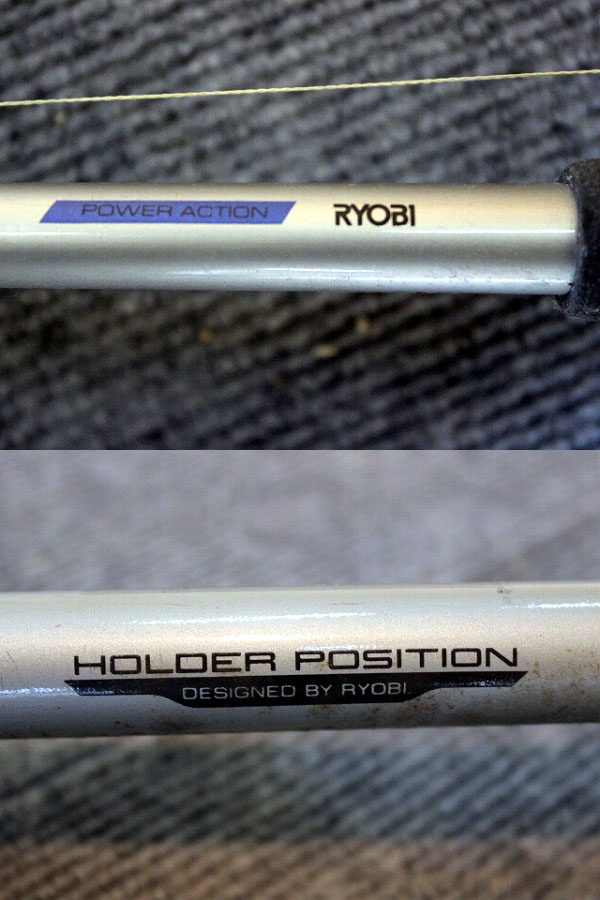 POWER ACTION RYOBI
HOLDER POSITION
DESIGNED BY RYOBI.